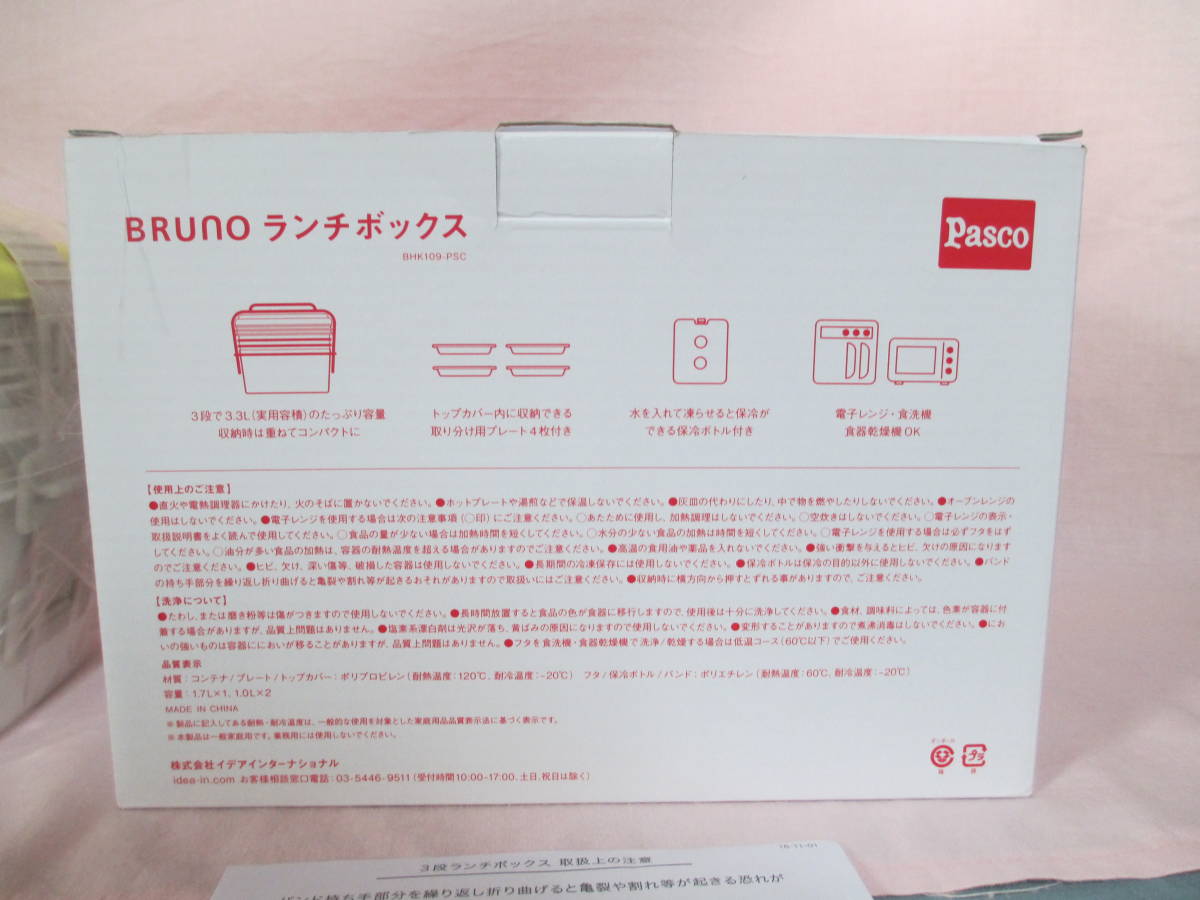 BRUNO ランチボックス
BHK109-PSC
Pasco
3段で3.3L(実用容積)のたっぷり容量
収納時は重ねてコンパクトに
トップカバー内に収納できる
取り分け用プレート4枚付き
水を入れて凍らせると保冷が
できる保冷ボトル付き
電子レンジ・食洗機
食器乾燥機OK
【使用上のご注意】
●直火や電熱調理器にかけたり、火のそばに置かないでください。●ホットプレートや湯煎などで保温しないでください。●灰皿の代わりにしたり、中で物を燃やしたりしないでください。●オーブンレンジの
使用はしないでください。●電子レンジを使用する場合は次の注意事項(○印)にご注意ください。○あたために使用し、加熱調理はしないでください。○空炊きはしないでください。○電子レンジの表示・
取扱説明書をよく読んで使用してください。○食品の量が少ない場合は加熱時間を短くしてください。○水分の少ない食品の加熱は時間を短くしてください。○電子レンジを使用する場合は必ずフタをはず
してください。○油分が多い食品の加熱は、容器の耐熱温度を超える場合がありますのでご注意ください。●高温の食用油や薬品を入れないでください。●強い衝撃を与えるとヒビ、欠けの原因になります
のでご注意ください。●ヒビ、欠け、深い傷等、破損した容器は使用しないでください。●長期間の冷凍保存には使用しないでください。●保冷ボトルは保冷の目的以外に使用しないでください。●バンド
の持ち手部分を繰り返し折り曲げると亀裂や割れ等が起きるおそれがありますので取扱いにはご注意ください。●収納時に横方向から押すとずれる事がありますので、ご注意ください。
【洗浄について】
●たわし、または磨き粉等は傷がつきますので使用しないでください。●長時間放置すると食品の色が食器に移行しますので、使用後は十分に洗浄してください。●食材、調味料によっては、色素が容器に付
着する場合がありますが、品質上問題はありません。●塩素系漂白剤は光沢が落ち、黄ばみの原因になりますので使用しないでください。●変形することがありますので煮沸消毒はしないでください。●にお
いの強いものは容器ににおいが移ることがありますが、品質上問題はありません。●フタを食洗機・食器乾燥機で洗浄/乾燥する場合は低温コース(60℃以下)でご使用ください。
品質表示
材質：コンテナ/プレート/トップカバー：ポリプロピレン(耐熱温度：120℃、耐冷温度：-20℃) フタ/保冷ボトル/バンド：ポリエチレン(耐熱温度：60℃、耐冷温度：-20℃)
容量：1.7L×1、1.0L×2
MADE IN CHINA
※製品に記入してある耐熱・耐冷温度は、一般的な使用を対象とした家庭用品品質表示法に基づく表示です。
※本製品は一般家庭用です。業務用には使用しないでください。
株式会社イデアインターナショナル
idea-in.com お客様相談窓口電話：03-5446-9511(受付時間10:00-17:00、土日、祝日は除く)
ダンボール
プラ
箱
袋
16-11-01
3段ランチボックス 取扱上の注意
バンド持ち手部分を繰り返し折り曲げると亀裂や割れ等が起きる恐れが